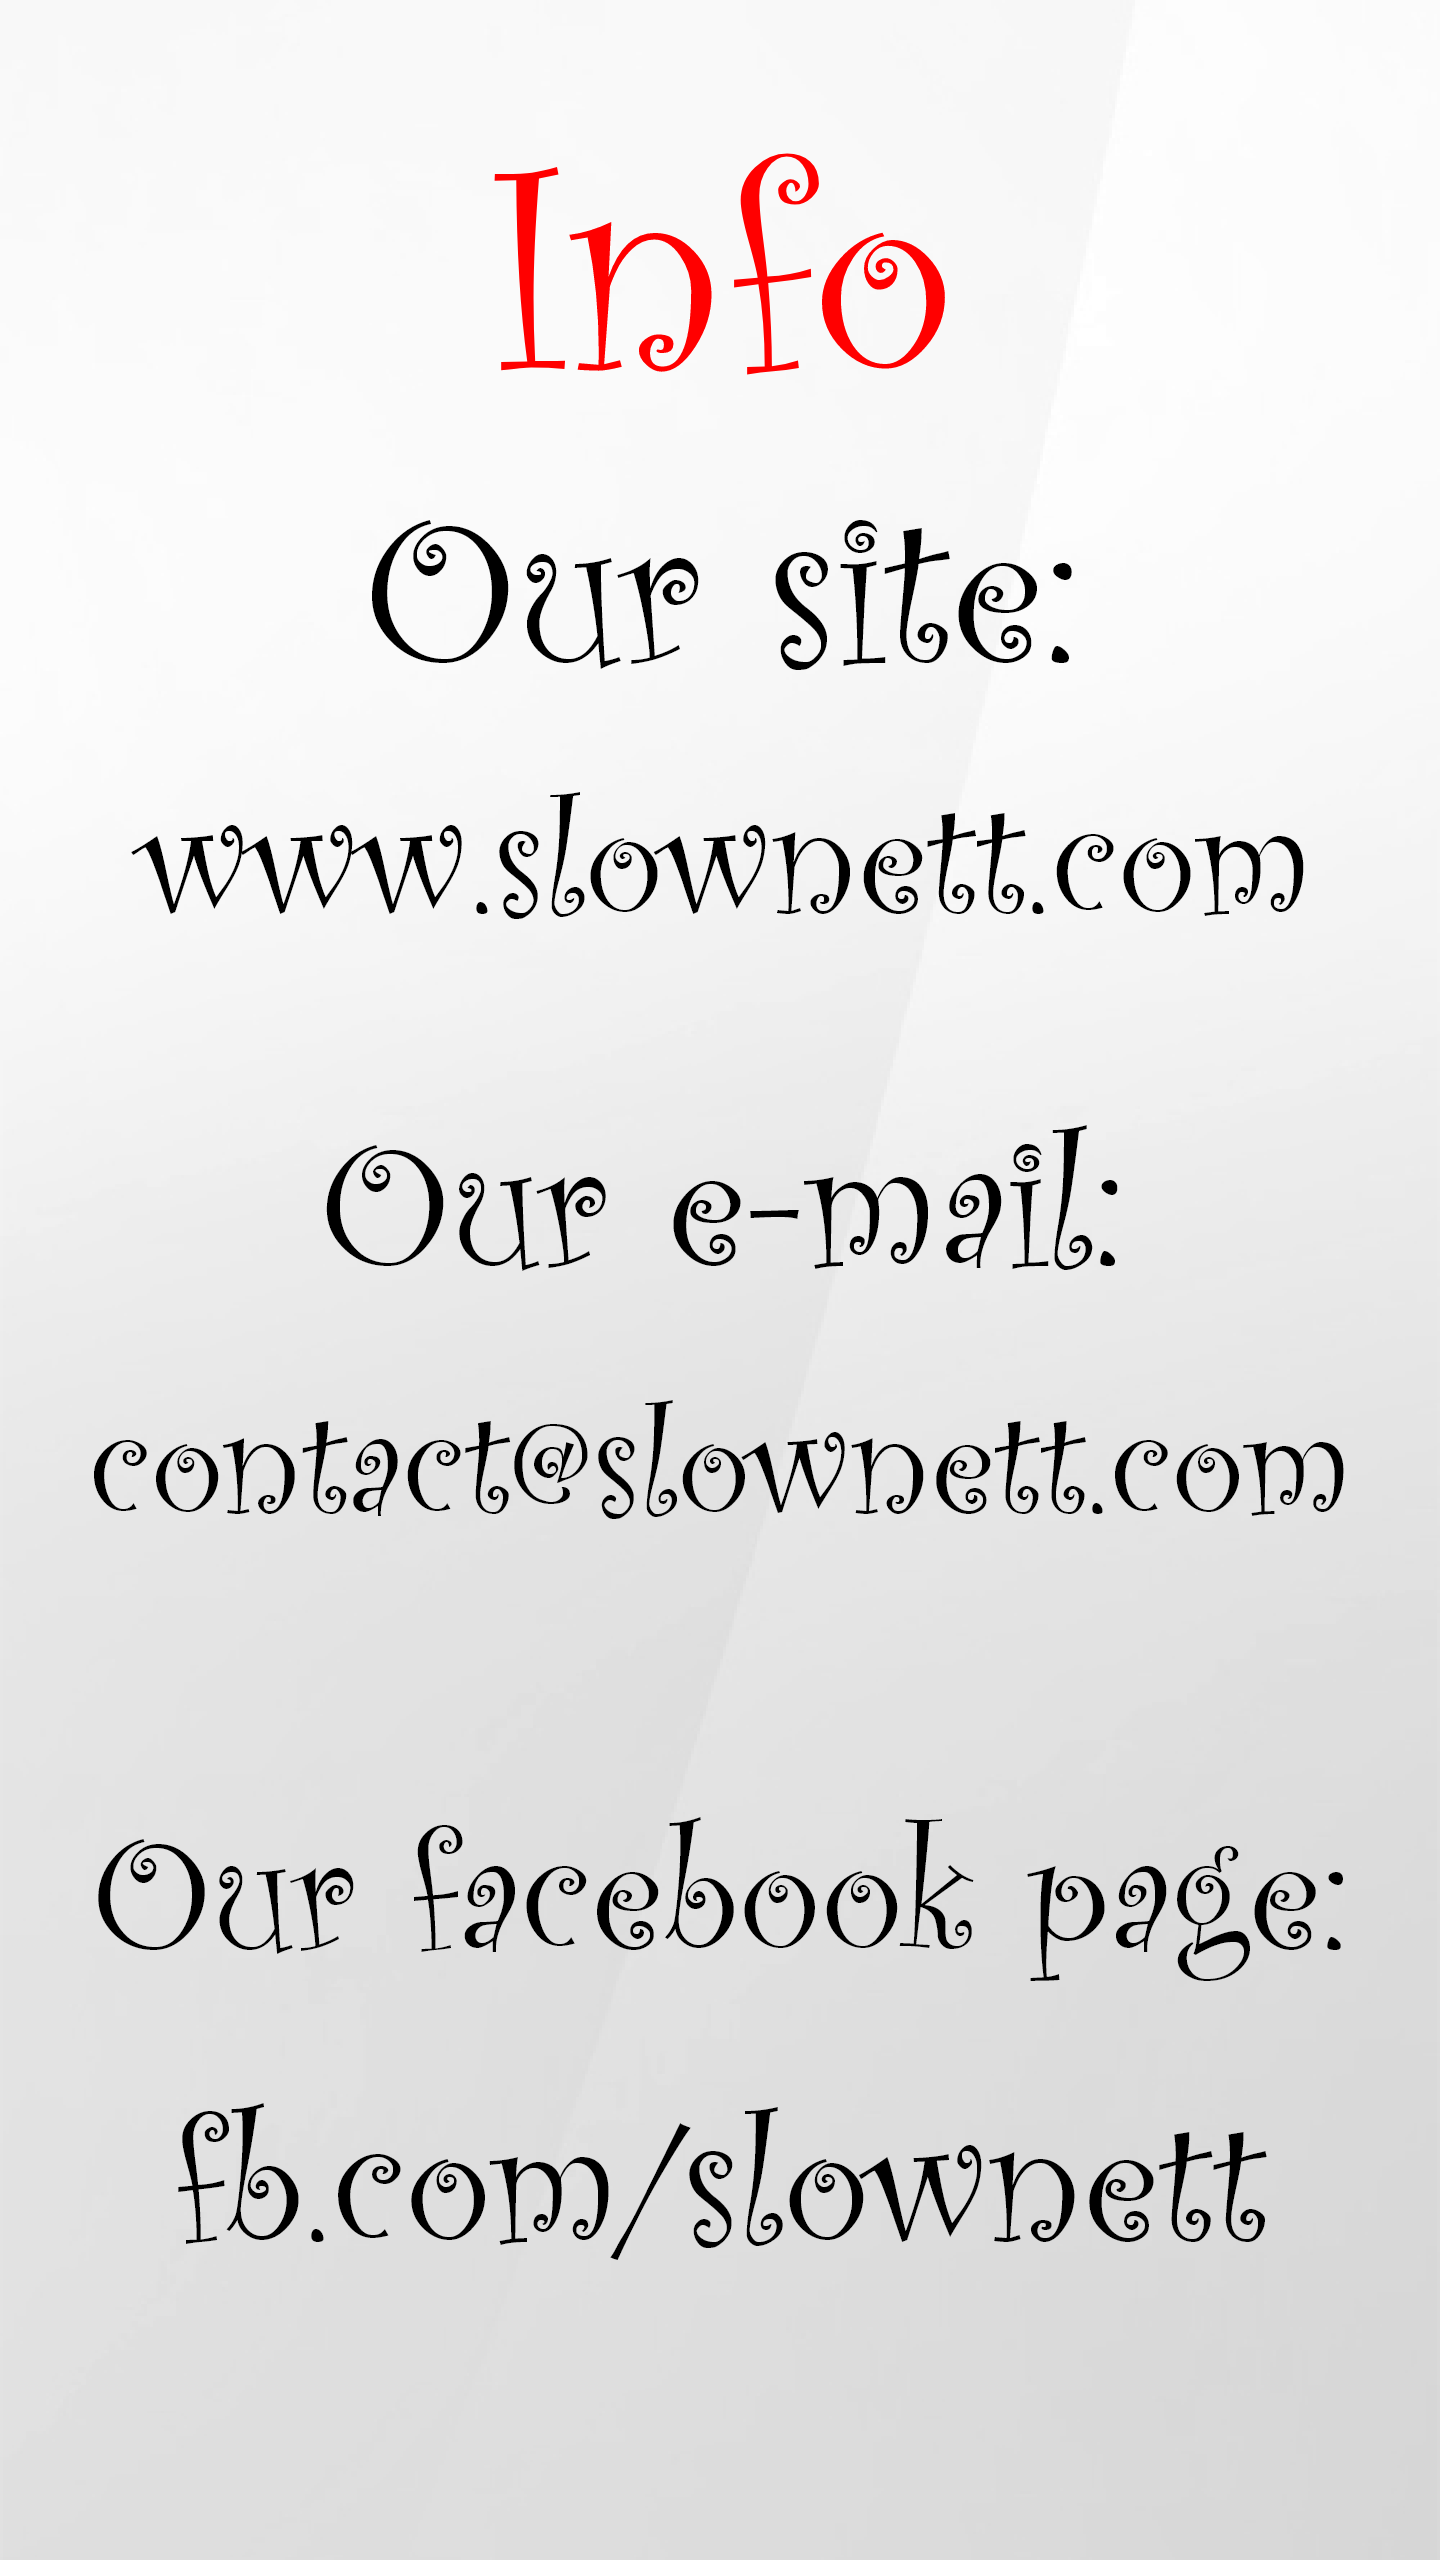 Info
Our site:
www.slownett.com
Our e-mail:
contact@slownett.com
Our facebook page:
fb.com/slownett